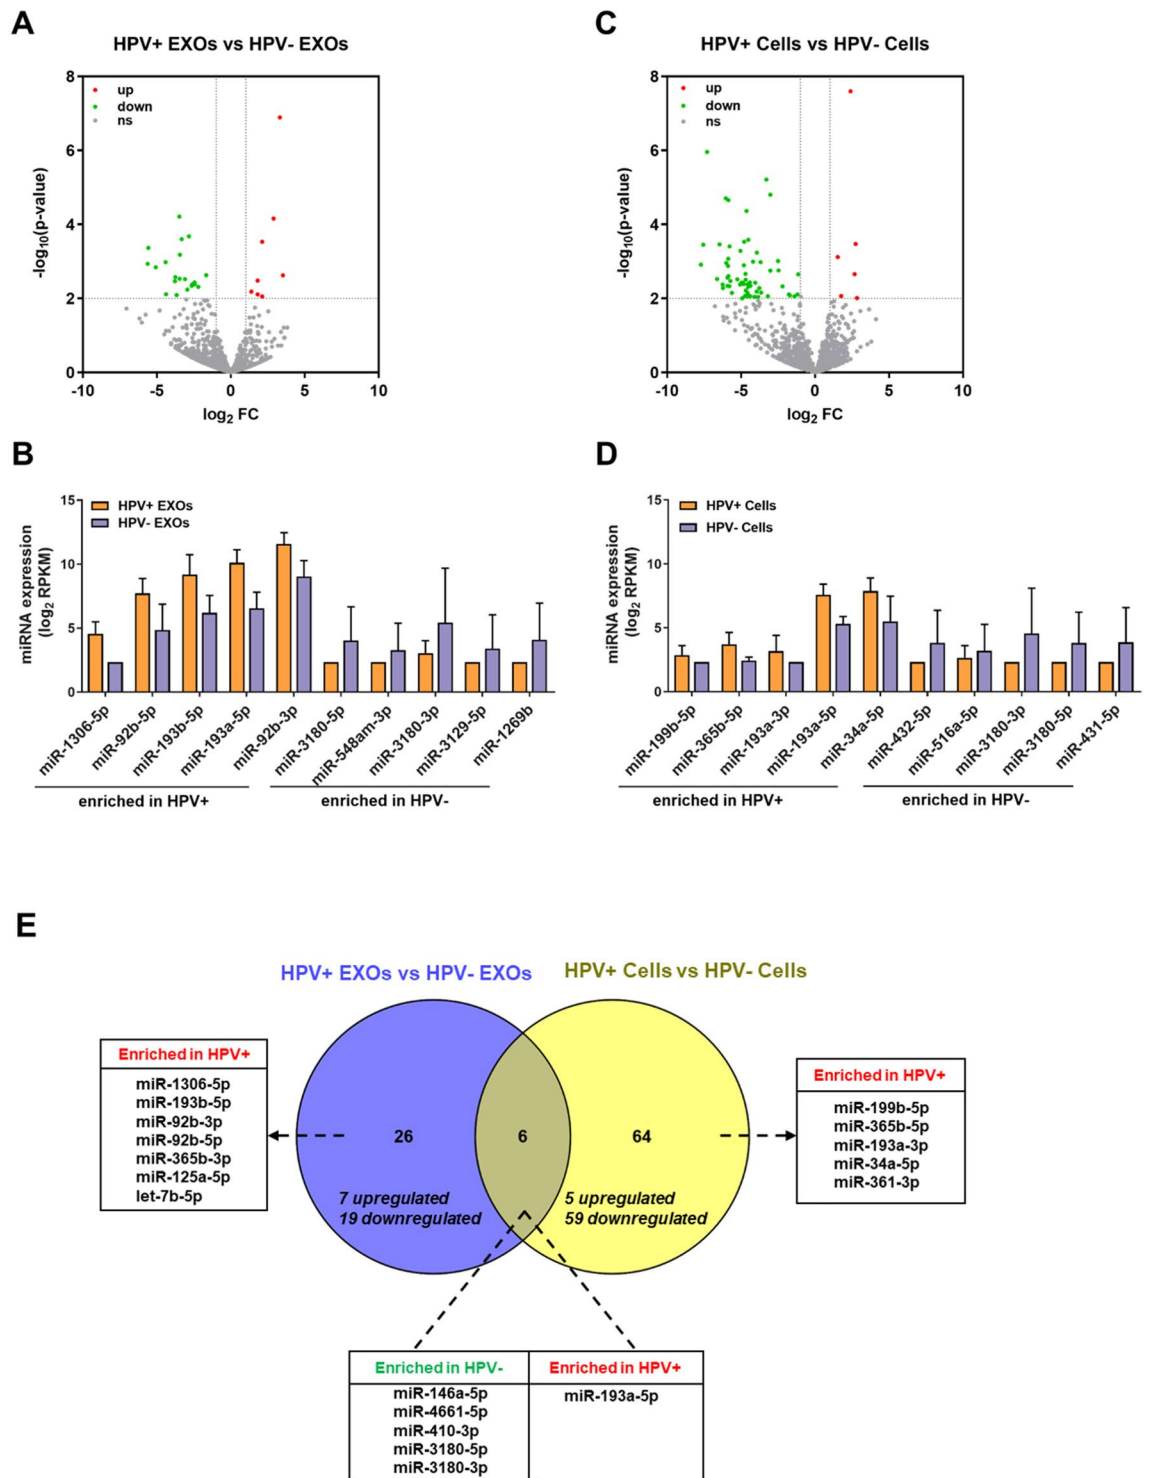 A
HPV+ EXOs vs HPV- EXOs
up
down
ns
8
6
4
2
0
-10
-5
0
5
10
-log10(p-value)
log2 FC
C
HPV+ Cells vs HPV- Cells
up
down
ns
8
6
4
2
0
-10
-5
0
5
10
-log10(p-value)
log2 FC
B
HPV+ EXOs
HPV- EXOs
15
10
5
0
miRNA expression
(log2 RPKM)
miR-1306-5p
miR-92b-5p
miR-193b-5p
miR-193a-5p
miR-92b-3p
miR-3180-5p
miR-548am-3p
miR-3180-3p
miR-3129-5p
miR-1269b
enriched in HPV+
enriched in HPV-
D
HPV+ Cells
HPV- Cells
15
10
5
0
miRNA expression
(log2 RPKM)
miR-199b-5p
miR-365b-5p
miR-193a-3p
miR-193a-5p
miR-34a-5p
miR-432-5p
miR-516a-5p
miR-3180-3p
miR-3180-5p
miR-431-5p
enriched in HPV+
enriched in HPV-
E
HPV+ EXOs vs HPV- EXOs
HPV+ Cells vs HPV- Cells
Enriched in HPV+
miR-1306-5p
miR-193b-5p
miR-92b-3p
miR-92b-5p
miR-365b-3p
miR-125a-5p
let-7b-5p
26
6
64
7 upregulated
19 downregulated
5 upregulated
59 downregulated
Enriched in HPV+
miR-199b-5p
miR-365b-5p
miR-193a-3p
miR-34a-5p
miR-361-3p
Enriched in HPV-
miR-146a-5p
miR-4661-5p
miR-410-3p
miR-3180-5p
miR-3180-3p
Enriched in HPV+
miR-193a-5p